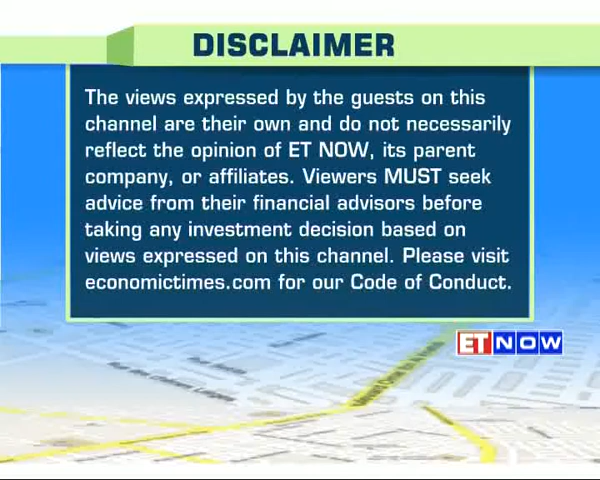 DISCLAIMER
The views expressed by the guests on this
channel are their own and do not necessarily
reflect the opinion of ET NOW, its parent
company, or affiliates. Viewers MUST seek
advice from their financial advisors before
taking any investment decision based on
views expressed on this channel. Please visit
economictimes.com for our Code of Conduct.
ET NOW